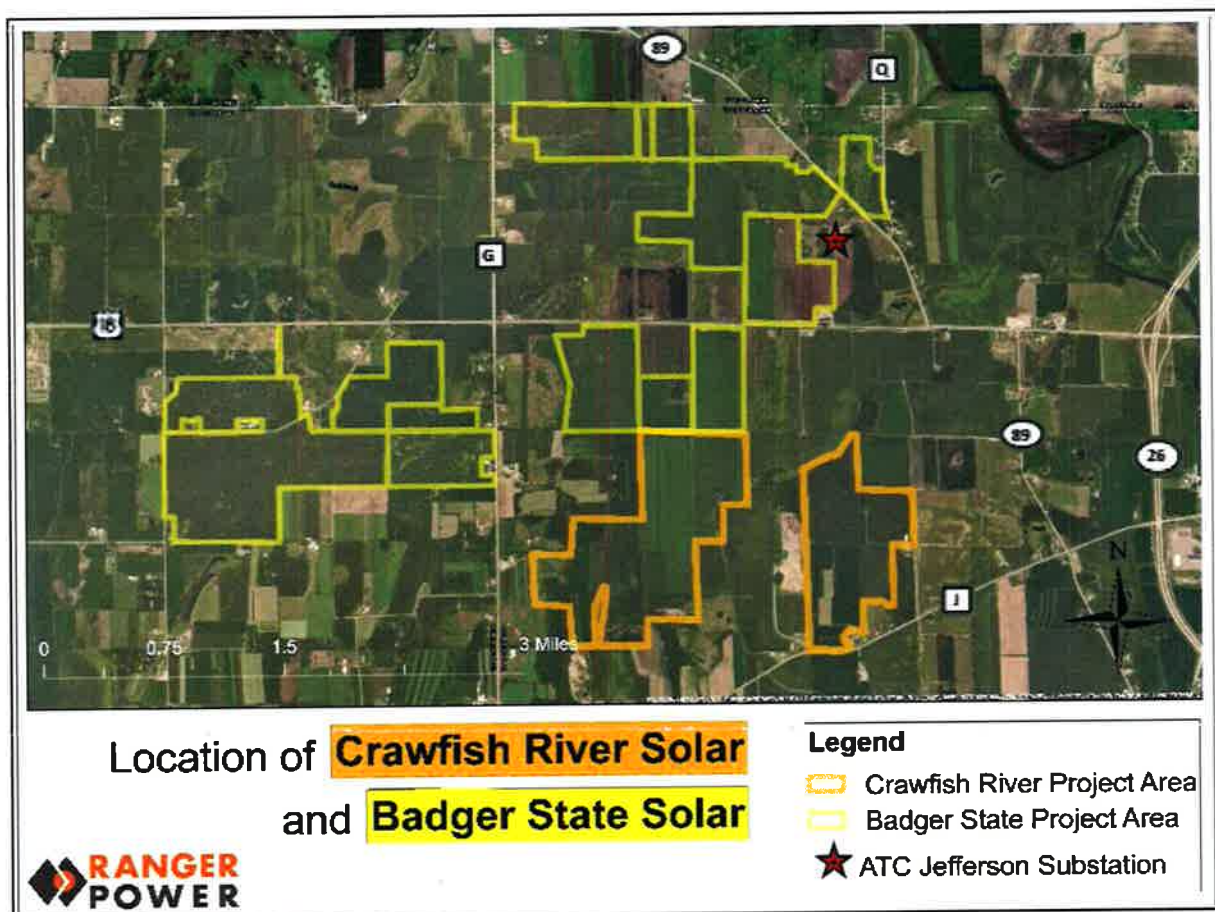 89
Q
G
18
89
26
J
N
0 0.75 1.5 3 Miles
Location of Crawfish River Solar
and Badger State Solar
Legend
Crawfish River Project Area
Badger State Project Area
ATC Jefferson Substation
RANGER
POWER